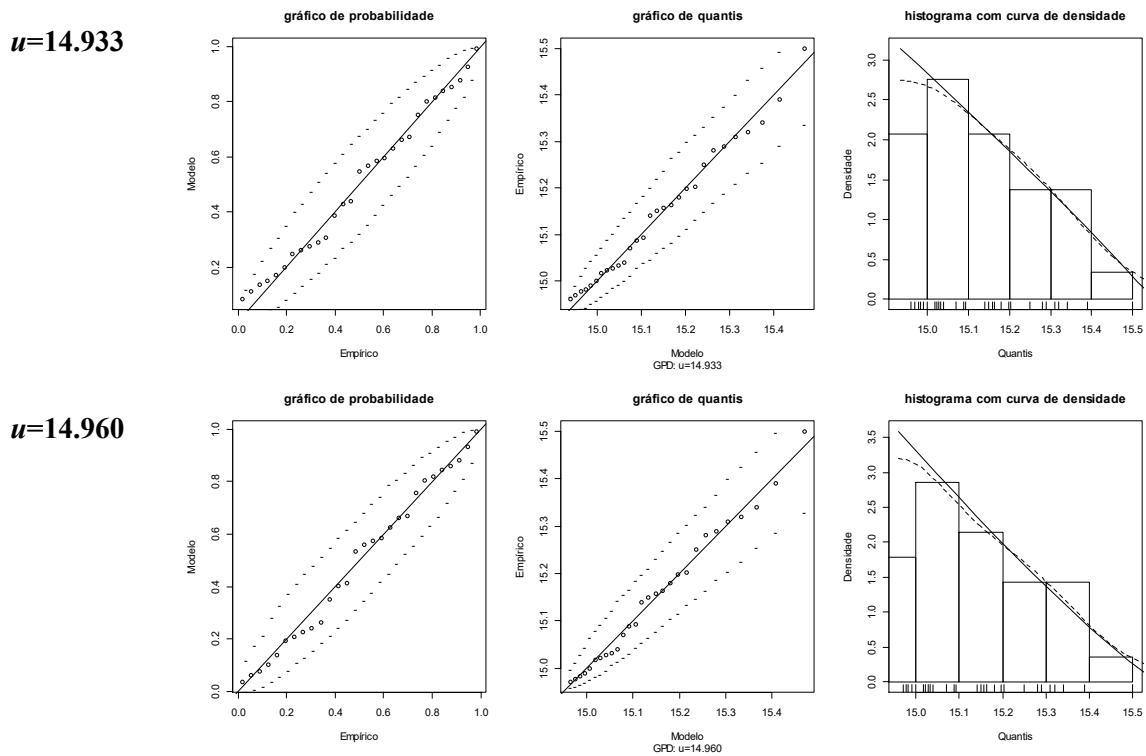 u=14.933
gráfico de probabilidade
Modelo
0.2 0.4 0.6 0.8 1.0
0.0 0.2 0.4 0.6 0.8 1.0
Empírico
gráfico de quantis
Empírico
15.0 15.1 15.2 15.3 15.4 15.5
15.0 15.1 15.2 15.3 15.4
Modelo
GPD: u=14.933
histograma com curva de densidade
Densidade
0.0 0.5 1.0 1.5 2.0 2.5 3.0
15.0 15.1 15.2 15.3 15.4 15.5
Quantis
u=14.960
gráfico de probabilidade
Modelo
0.0 0.2 0.4 0.6 0.8 1.0
0.0 0.2 0.4 0.6 0.8 1.0
Empírico
gráfico de quantis
Empírico
15.0 15.1 15.2 15.3 15.4 15.5
15.0 15.1 15.2 15.3 15.4
Modelo
GPD: u=14.960
histograma com curva de densidade
Densidade
0.0 0.5 1.0 1.5 2.0 2.5 3.0 3.5
15.0 15.1 15.2 15.3 15.4 15.5
Quantis